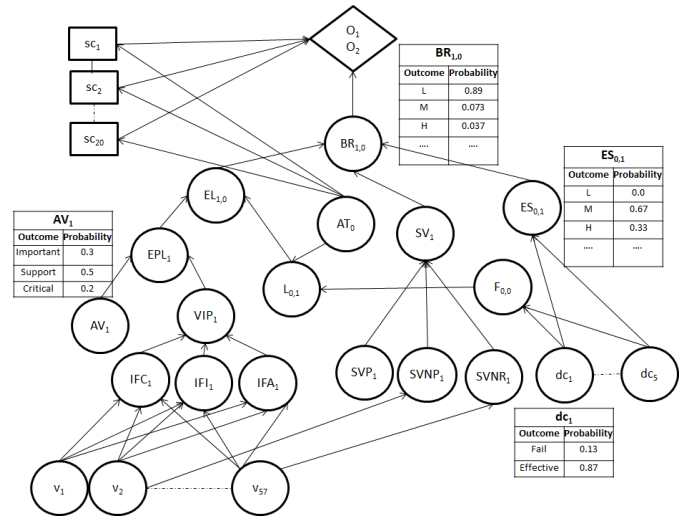 sc1
sc2
sc20
O1
O2
BR1,0
Outcome Probability
L 0.89
M 0.073
H 0.037
.... ....
BR1,0
ES0,1
Outcome Probability
L 0.0
M 0.67
H 0.33
.... ....
EL1,0
AT0
SV1
ES0,1
AV1
Outcome Probability
Important 0.3
Support 0.5
Critical 0.2
EPL1
L0,1
F0,0
AV1
VIP1
IFC1
IFI1
IFA1
SVP1
SVNP1
SVNR1
dc1
dc5
dc1
Outcome Probability
Fail 0.13
Effective 0.87
v1
v2
v57